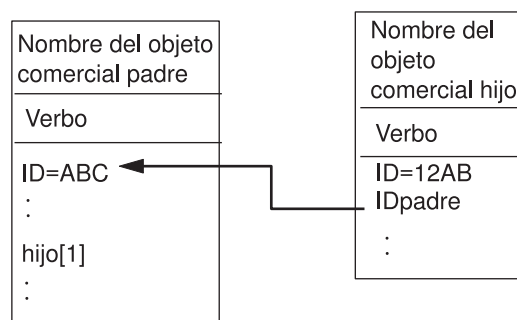 Nombre del objeto
comercial padre
Verbo
ID=ABC
:
hijo[1]
:
Nombre del
objeto
comercial hijo
Verbo
ID=12AB
IDpadre
: